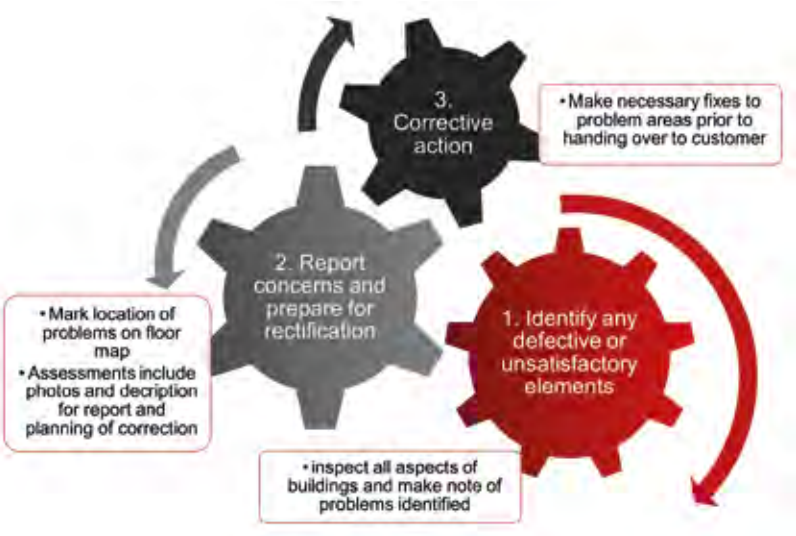 3.
Corrective
action
• Make necessary fixes to
problem areas prior to
handing over to customer
2. Report
concerns and
prepare for
rectification
• Mark location of
problems on floor
map
• Assessments include
photos and decription
for report and
planning of correction
1. Identify any
defective or
unsatisfactory
elements
• inspect all aspects of
buildings and make note of
problems identified